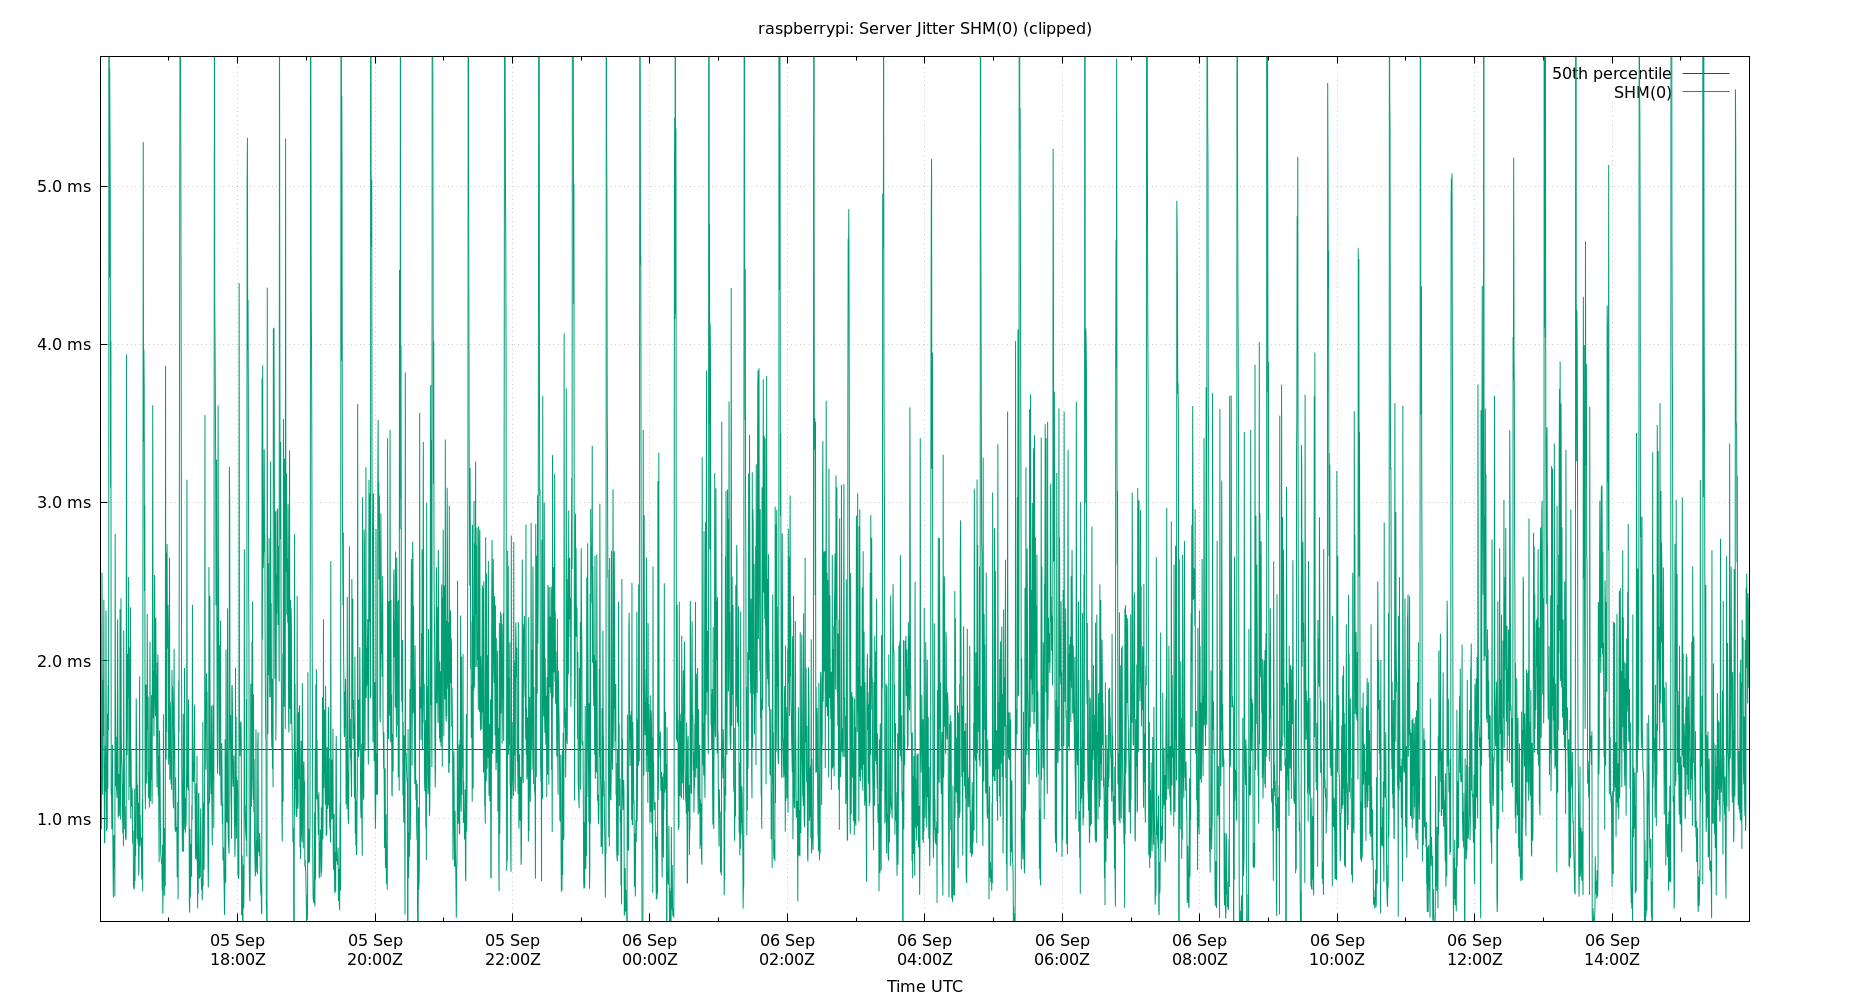 raspberrypi: Server Jitter SHM(0) (clipped)
50th percentile
SHM(0)
5.0 ms
4.0 ms
3.0 ms
2.0 ms
1.0 ms
05 Sep 05 Sep 05 Sep 06 Sep 06 Sep 06 Sep 06 Sep 06 Sep 06 Sep 06 Sep 06 Sep
18:00Z 20:00Z 22:00Z 00:00Z 02:00Z 04:00Z 06:00Z 08:00Z 10:00Z 12:00Z 14:00Z
Time UTC